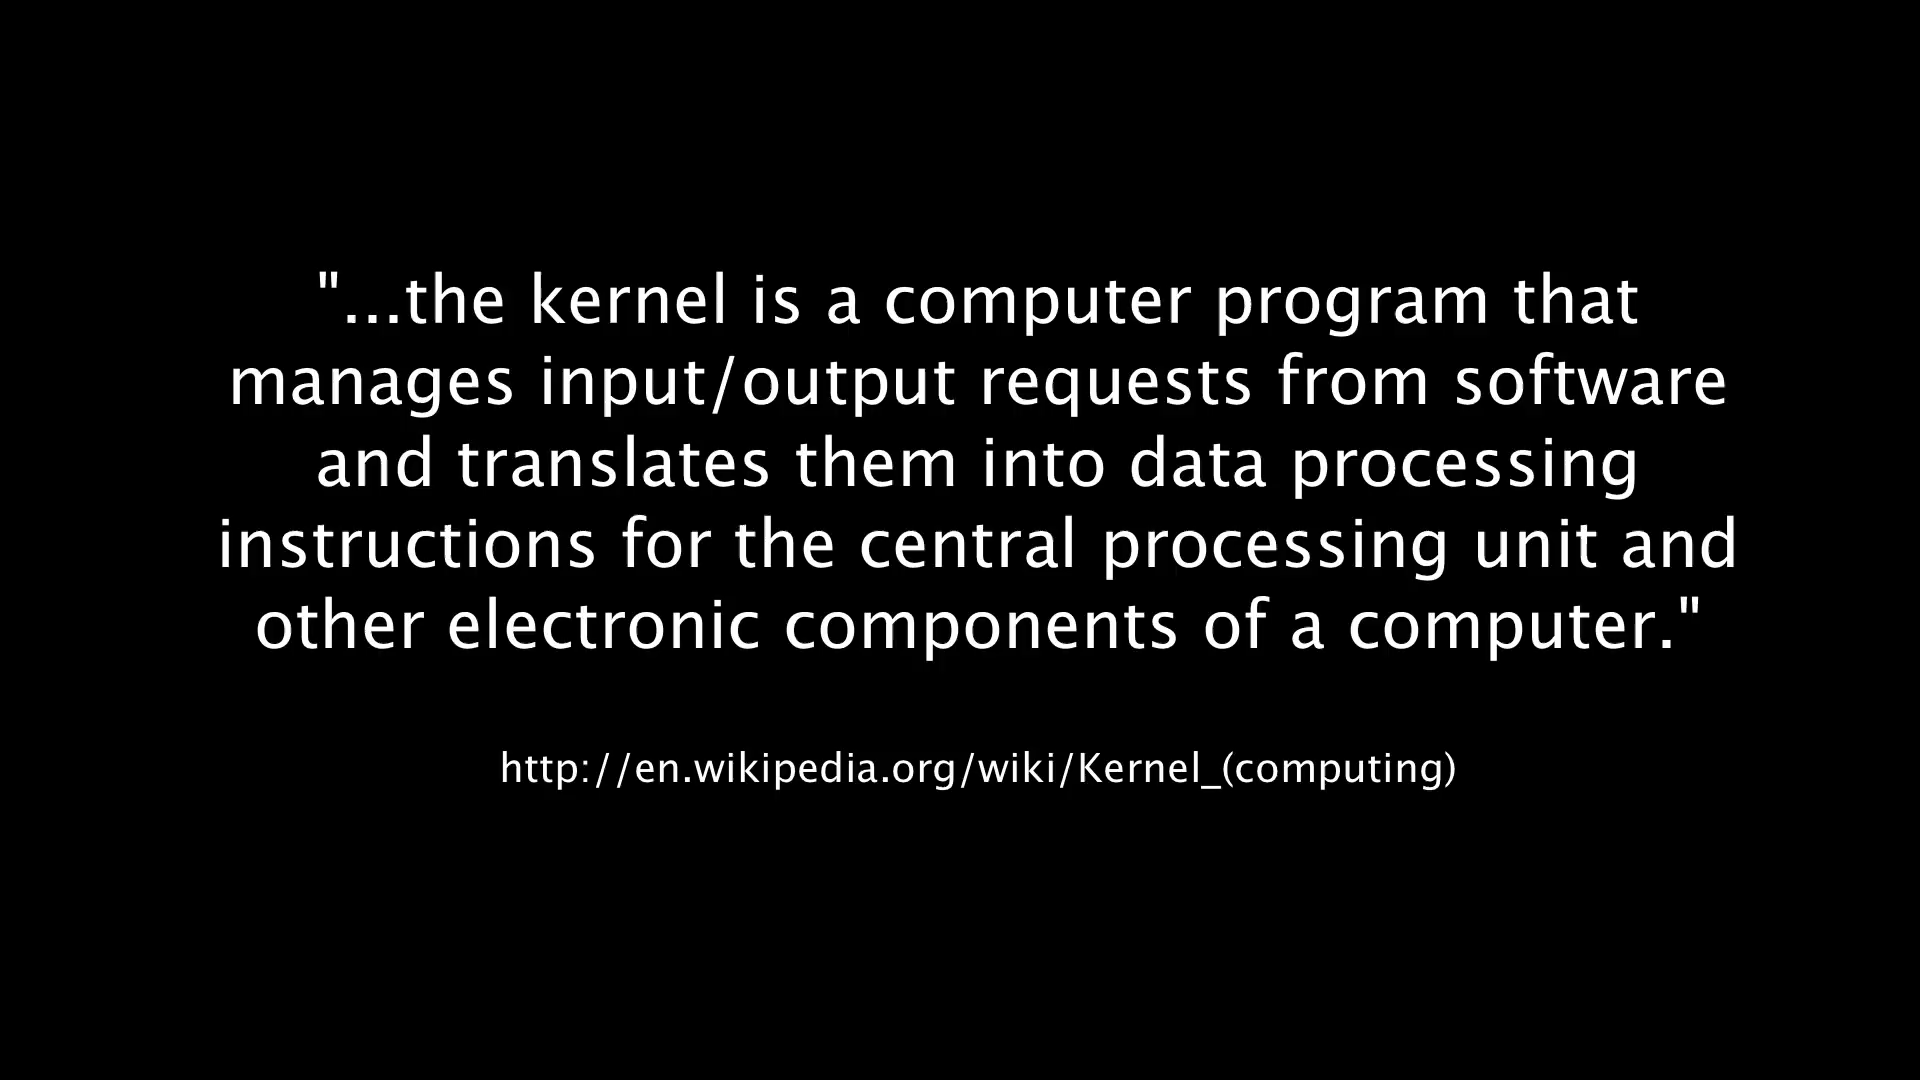 "...the kernel is a computer program that
manages input/output requests from software
and translates them into data processing
instructions for the central processing unit and
other electronic components of a computer."
http://en.wikipedia.org/wiki/Kernel_(computing)